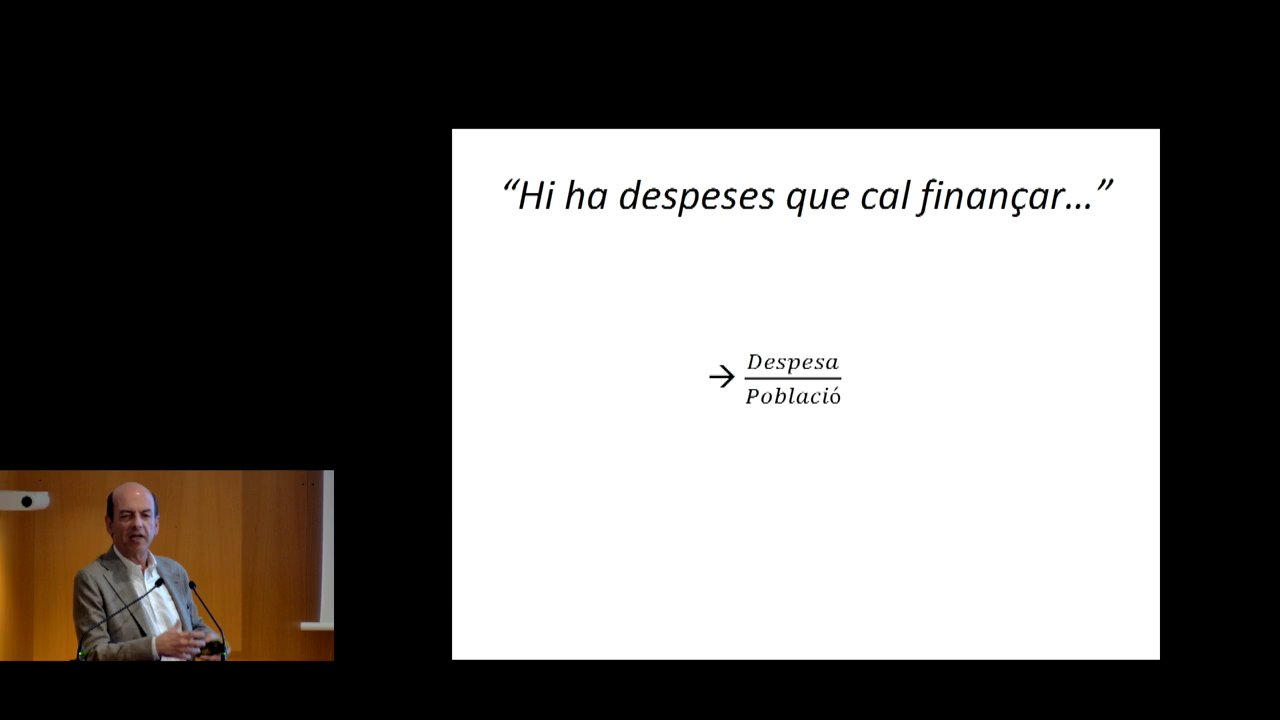 “Hi ha despeses que cal finançar…”
→ Despesa
Població